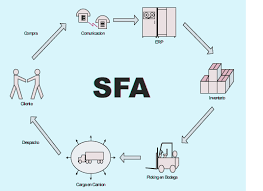 Compra
Comunicacion
ERP
SFA
Cliente
Inventario
Despacho
Carga en Camion
Picking en Bodega